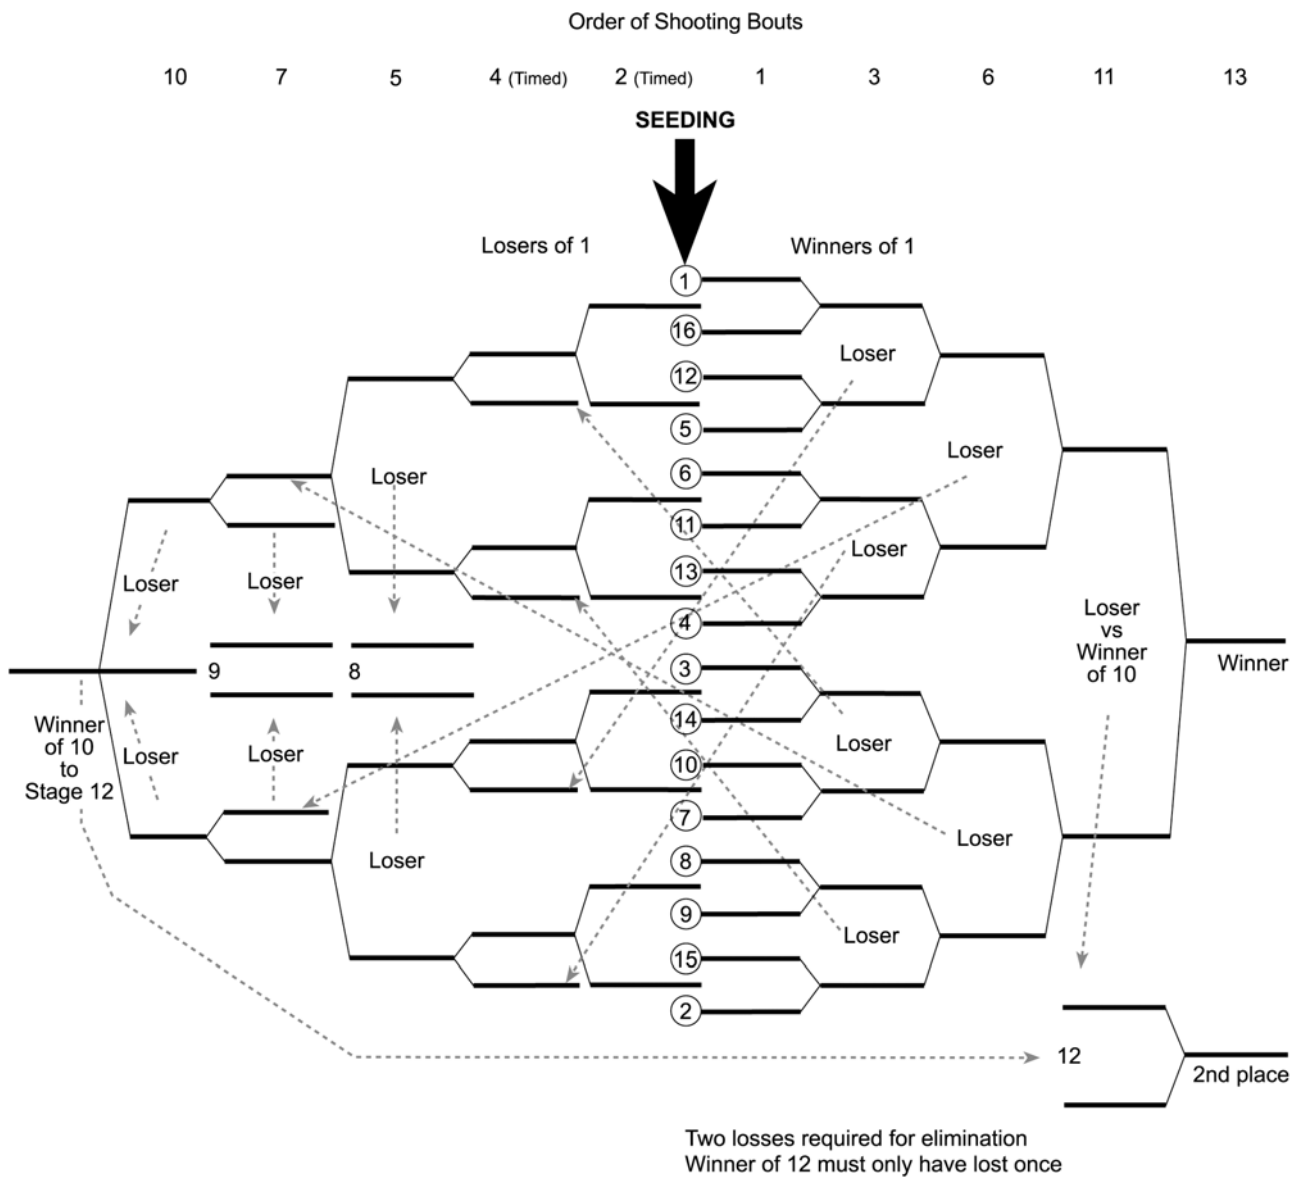 Order of Shooting Bouts
10 7 5 4 (Timed) 2 (Timed) 1 3 6 11 13
SEEDING
Losers of 1
Winners of 1
1
16
Loser
12
5
Loser
6
Loser
11
Loser
13
Loser
Loser
4
Loser
vs
Winner
of 10
3
9
8
Winner
14
Winner
of 10
to
Stage 12
Loser
Loser
Loser
10
7
Loser
Loser
8
9
Loser
15
2
12
2nd place
Two losses required for elimination
Winner of 12 must only have lost once